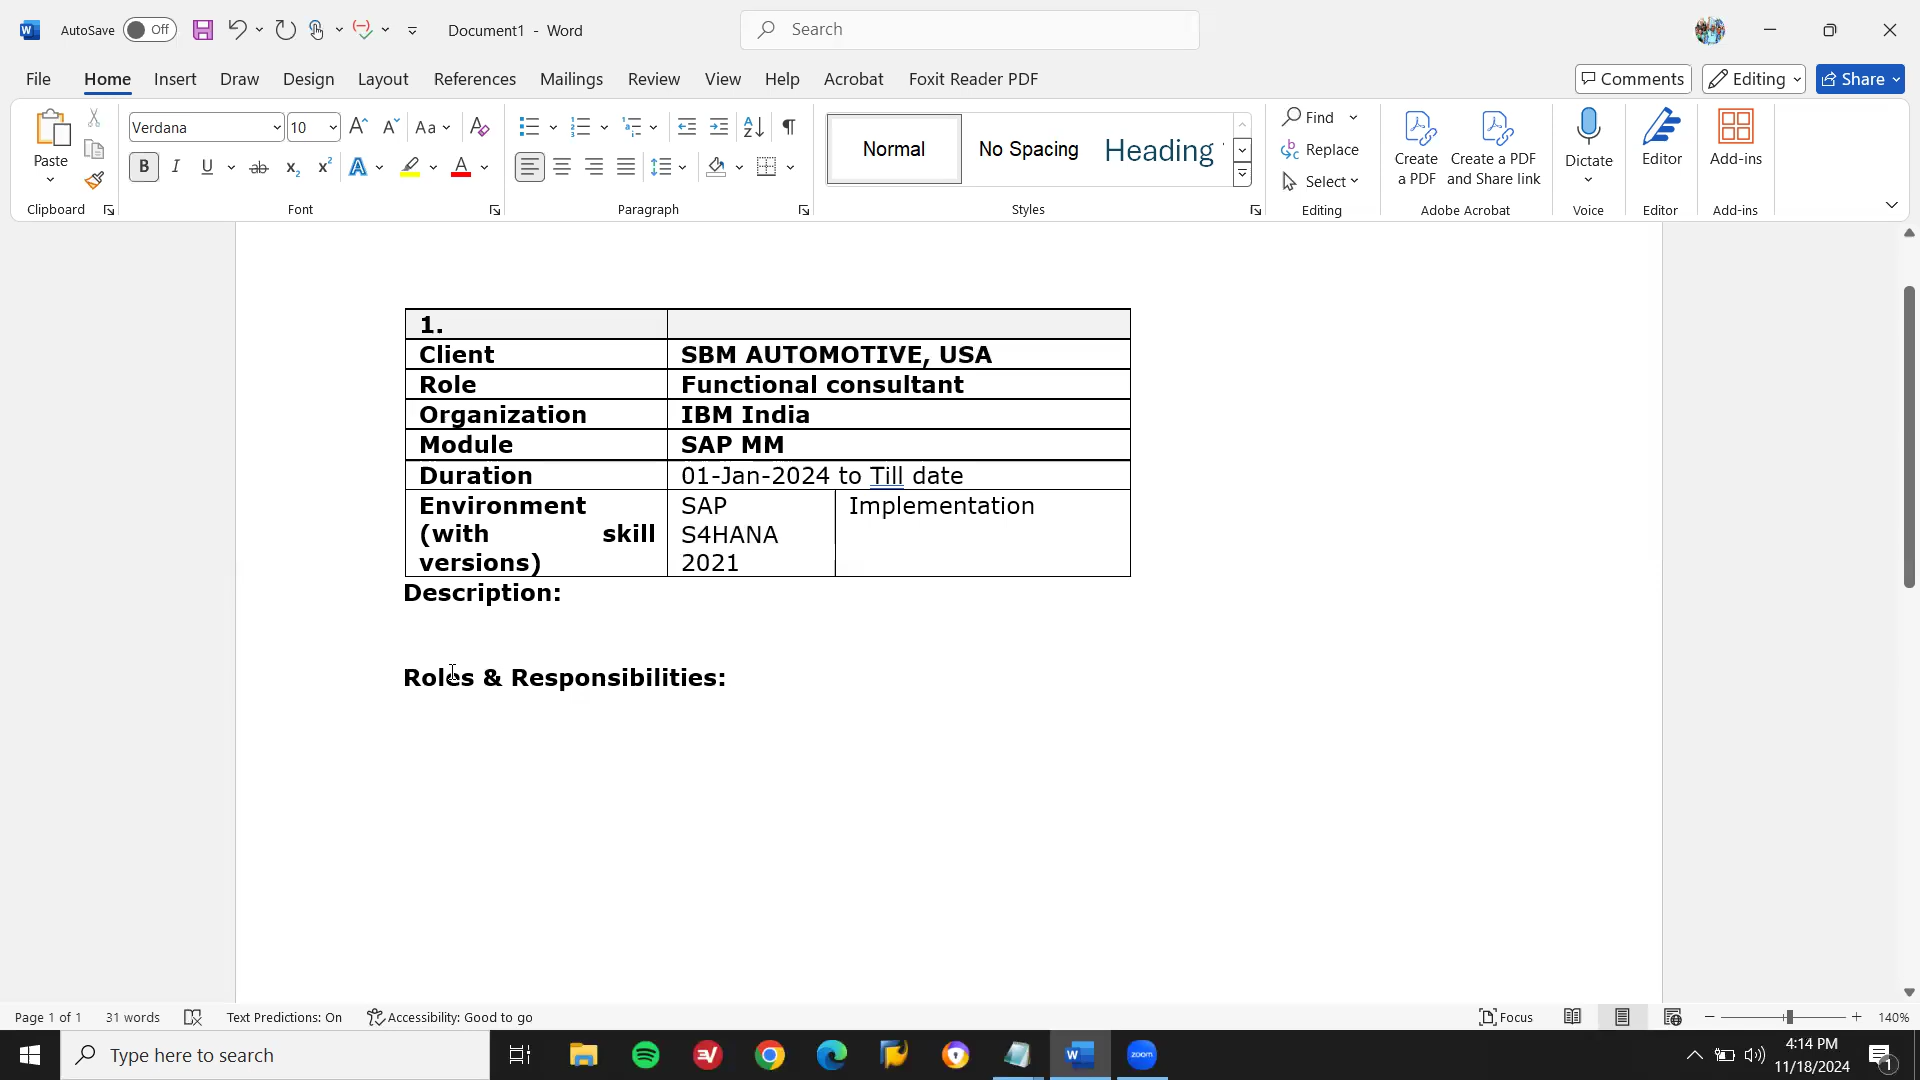 AutoSave Off Document1 - Word Search
File Home Insert Draw Design Layout References Mailings Review View Help Acrobat Foxit Reader PDF Comments Editing Share
Paste Verdana 10 Normal No Spacing Heading Find Replace Select Create a PDF Create a PDF and Share link Dictate Editor Add-ins
Clipboard Font Paragraph Styles Editing Adobe Acrobat Voice Editor Add-ins
1.
Client SBM AUTOMOTIVE, USA
Role Functional consultant
Organization IBM India
Module SAP MM
Duration 01-Jan-2024 to Till date
Environment SAP Implementation
(with skill S4HANA
versions) 2021
Description:
Roles & Responsibilities:
Page 1 of 1 31 words Text Predictions: On Accessibility: Good to go Focus 140%
Type here to search zoom 4:14 PM
11/18/2024 1